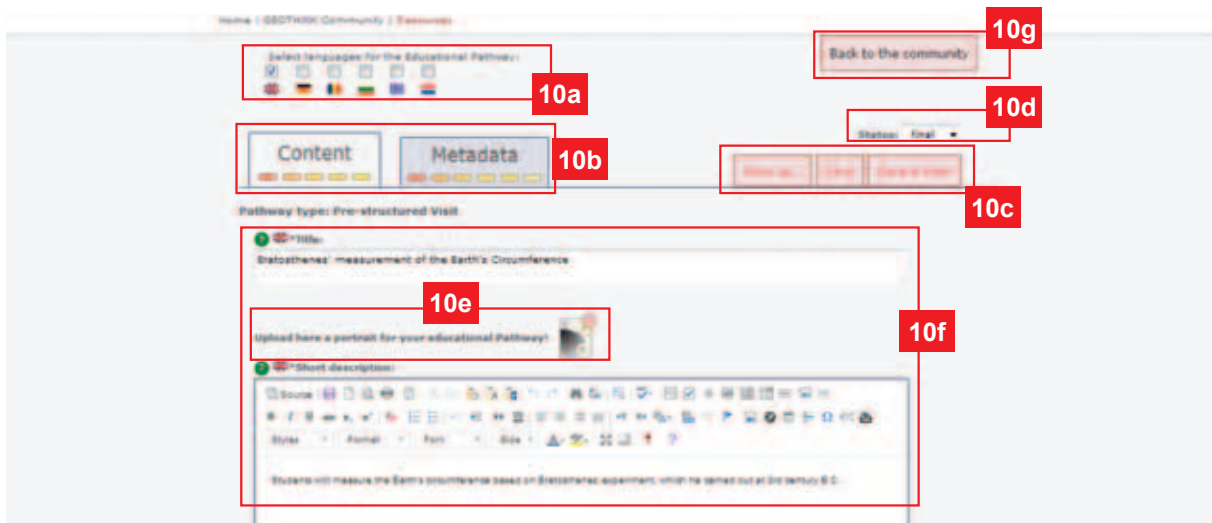 Home | GEOTHINK Community | Resources
10g
Select languages for the Educational Pathway:
Back to the community
10a
10d
Status: final
Content
Metadata
10b
10c
Pathway type: Pre-structured Visit
*Title:
Eratosthenes' measurement of the Earth's Circumference
10e
Upload here a portrait for your educational Pathway!
10f
*Short description:
Source
Styles Format Font Size
Students will measure the Earth's circumference based on Eratosthenes experiment, which he carried out at 3rd century B.C.